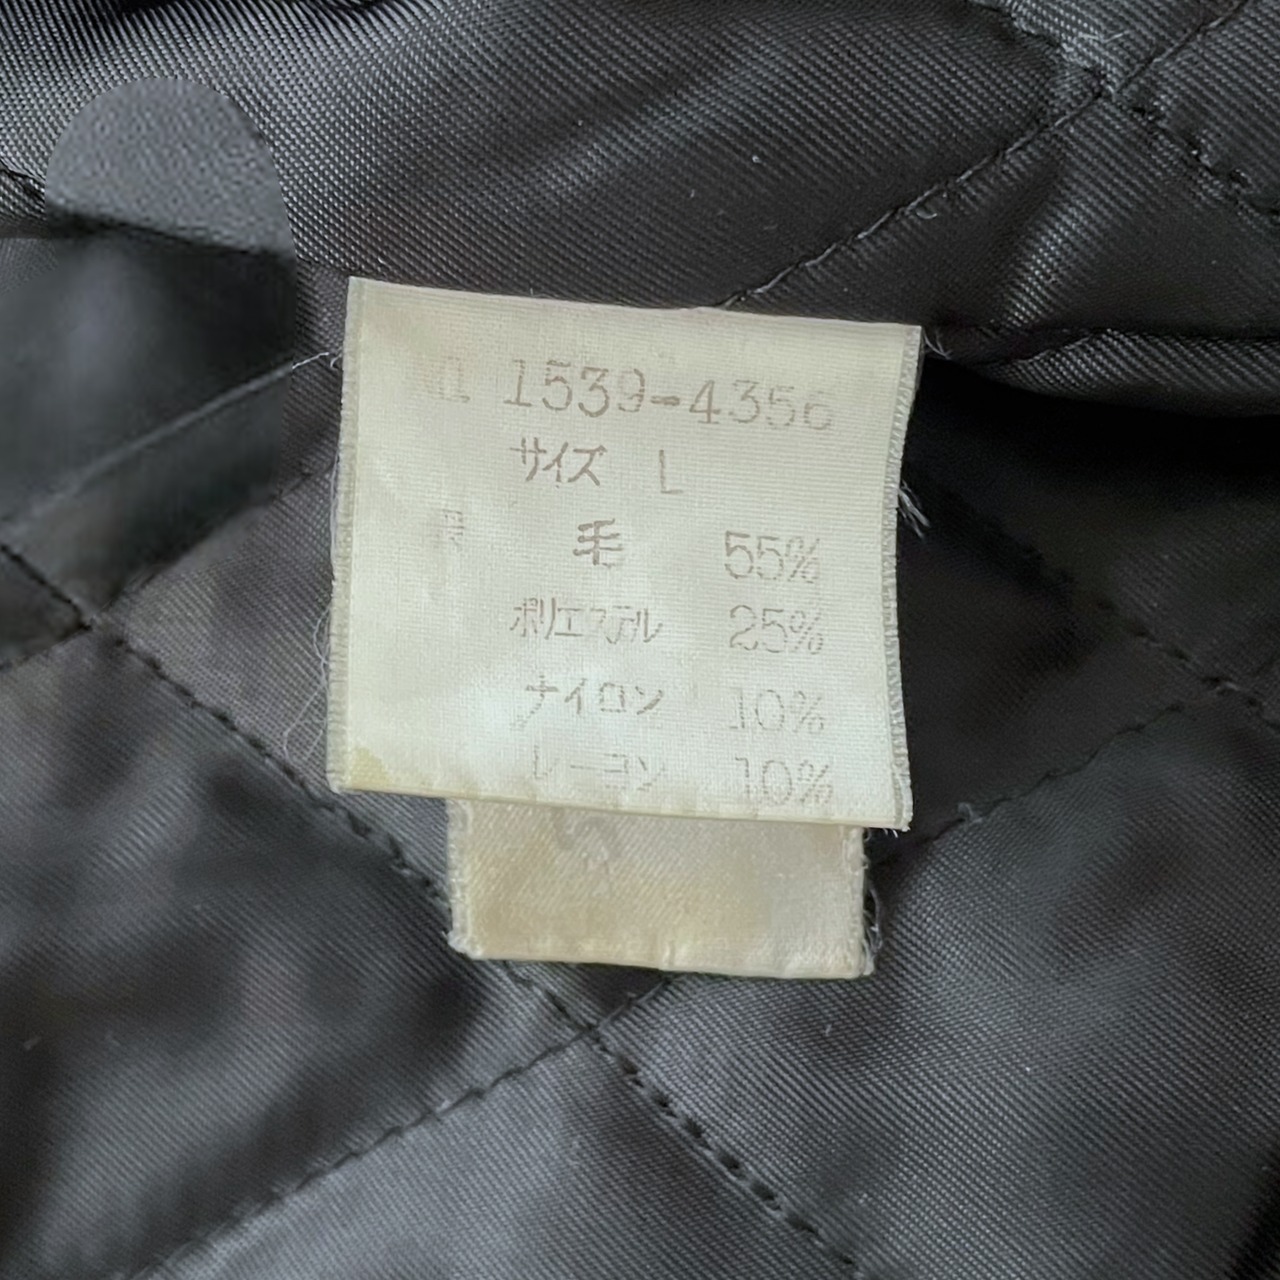 1539-4356
サイズ L
毛 55%
ポリエステル 25%
ナイロン 10%
レーヨン 10%